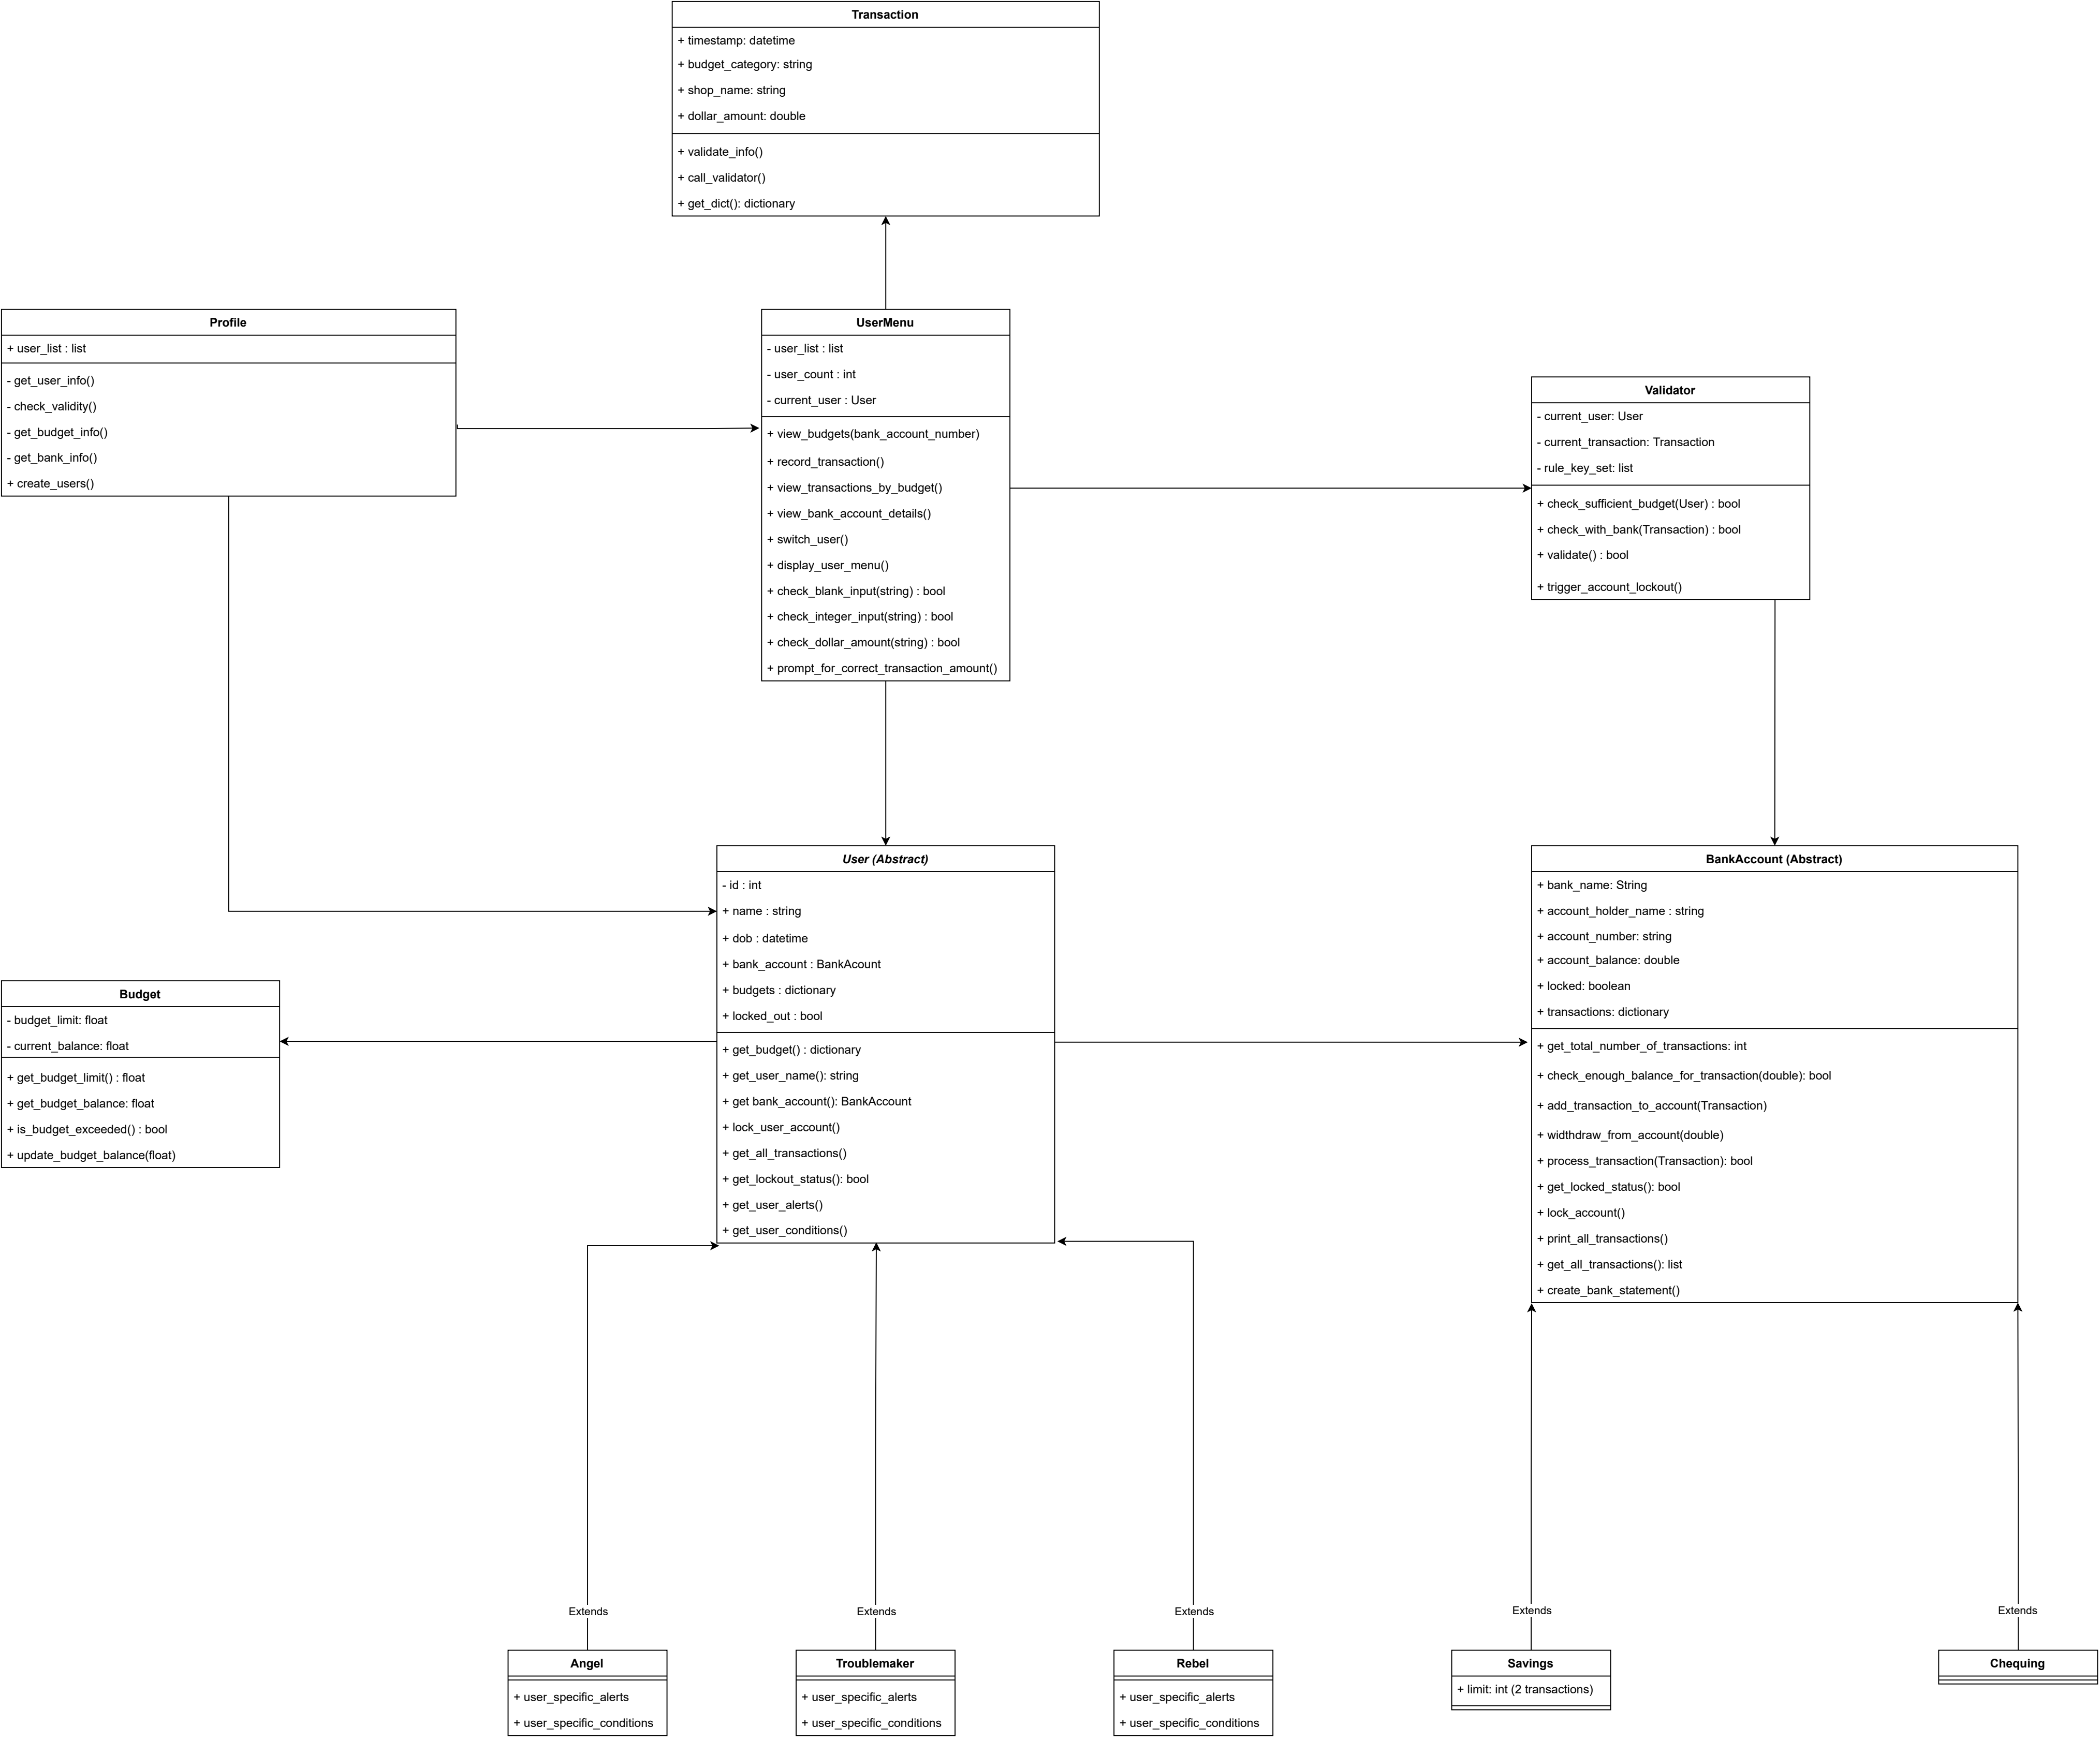 Transaction
+ timestamp: datetime
+ budget_category: string
+ shop_name: string
+ dollar_amount: double
+ validate_info()
+ call_validator()
+ get_dict(): dictionary
Profile
+ user_list : list
- get_user_info()
- check_validity()
- get_budget_info()
- get_bank_info()
+ create_users()
UserMenu
- user_list : list
- user_count : int
- current_user : User
+ view_budgets(bank_account_number)
+ record_transaction()
+ view_transactions_by_budget()
+ view_bank_account_details()
+ switch_user()
+ display_user_menu()
+ check_blank_input(string) : bool
+ check_integer_input(string) : bool
+ check_dollar_amount(string) : bool
+ prompt_for_correct_transaction_amount()
Validator
- current_user: User
- current_transaction: Transaction
- rule_key_set: list
+ check_sufficient_budget(User) : bool
+ check_with_bank(Transaction) : bool
+ validate() : bool
+ trigger_account_lockout()
User (Abstract)
- id : int
+ name : string
+ dob : datetime
+ bank_account : BankAcount
+ budgets : dictionary
+ locked_out : bool
+ get_budget() : dictionary
+ get_user_name(): string
+ get bank_account(): BankAccount
+ lock_user_account()
+ get_all_transactions()
+ get_lockout_status(): bool
+ get_user_alerts()
+ get_user_conditions()
BankAccount (Abstract)
+ bank_name: String
+ account_holder_name : string
+ account_number: string
+ account_balance: double
+ locked: boolean
+ transactions: dictionary
+ get_total_number_of_transactions: int
+ check_enough_balance_for_transaction(double): bool
+ add_transaction_to_account(Transaction)
+ widthdraw_from_account(double)
+ process_transaction(Transaction): bool
+ get_locked_status(): bool
+ lock_account()
+ print_all_transactions()
+ get_all_transactions(): list
+ create_bank_statement()
Budget
- budget_limit: float
- current_balance: float
+ get_budget_limit() : float
+ get_budget_balance: float
+ is_budget_exceeded() : bool
+ update_budget_balance(float)
Extends
Extends
Extends
Extends
Extends
Angel
+ user_specific_alerts
+ user_specific_conditions
Troublemaker
+ user_specific_alerts
+ user_specific_conditions
Rebel
+ user_specific_alerts
+ user_specific_conditions
Savings
+ limit: int (2 transactions)
Chequing